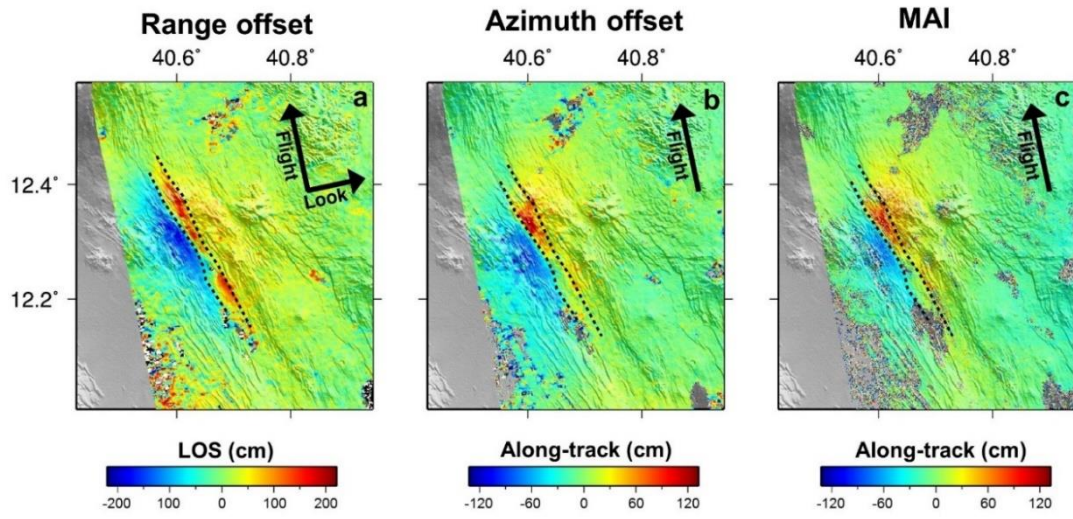 Range offset
Azimuth offset
MAI
40.6° 40.8°
40.6° 40.8°
40.6° 40.8°
a
b
c
Flight
Look
Flight
Flight
12.4°
12.2°
LOS (cm)
Along-track (cm)
Along-track (cm)
-200 -100 0 100 200
-120 -60 0 60 120
-120 -60 0 60 120